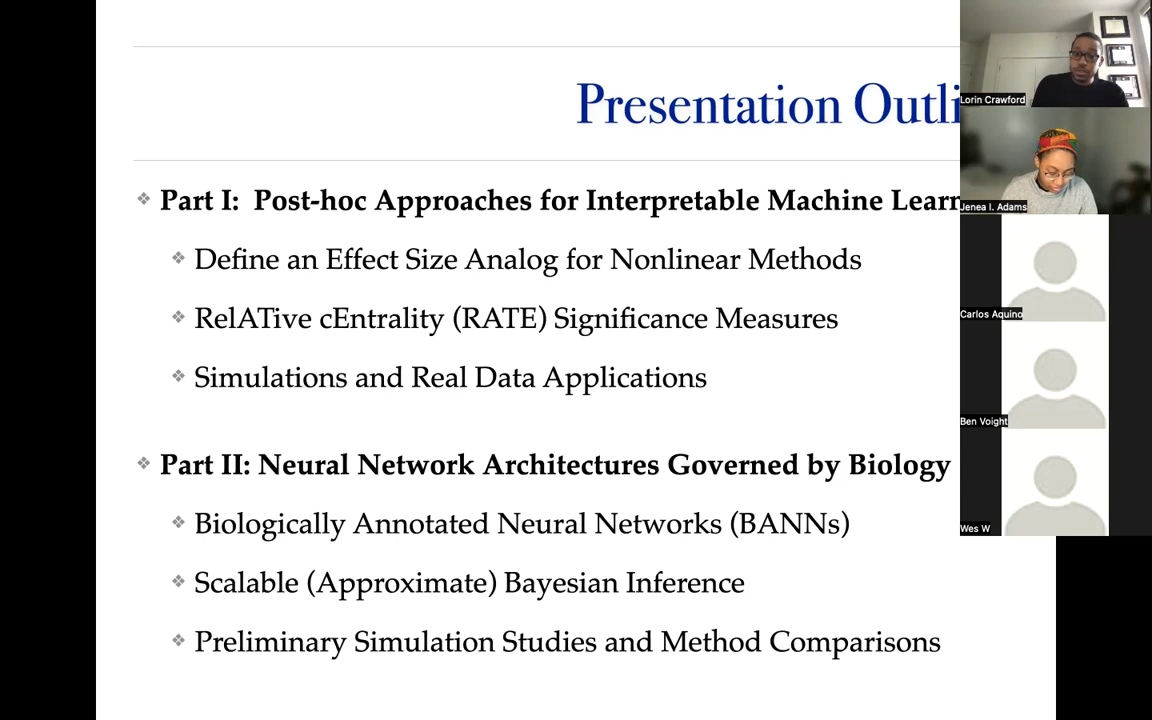 Presentation Outli
Part I: Post-hoc Approaches for Interpretable Machine Learn
Define an Effect Size Analog for Nonlinear Methods
RelATive cEntrality (RATE) Significance Measures
Simulations and Real Data Applications
Part II: Neural Network Architectures Governed by Biology
Biologically Annotated Neural Networks (BANNs)
Scalable (Approximate) Bayesian Inference
Preliminary Simulation Studies and Method Comparisons
Lorin Crawford
Jenea I. Adams
Carlos Aquino
Ben Voight
Wes W